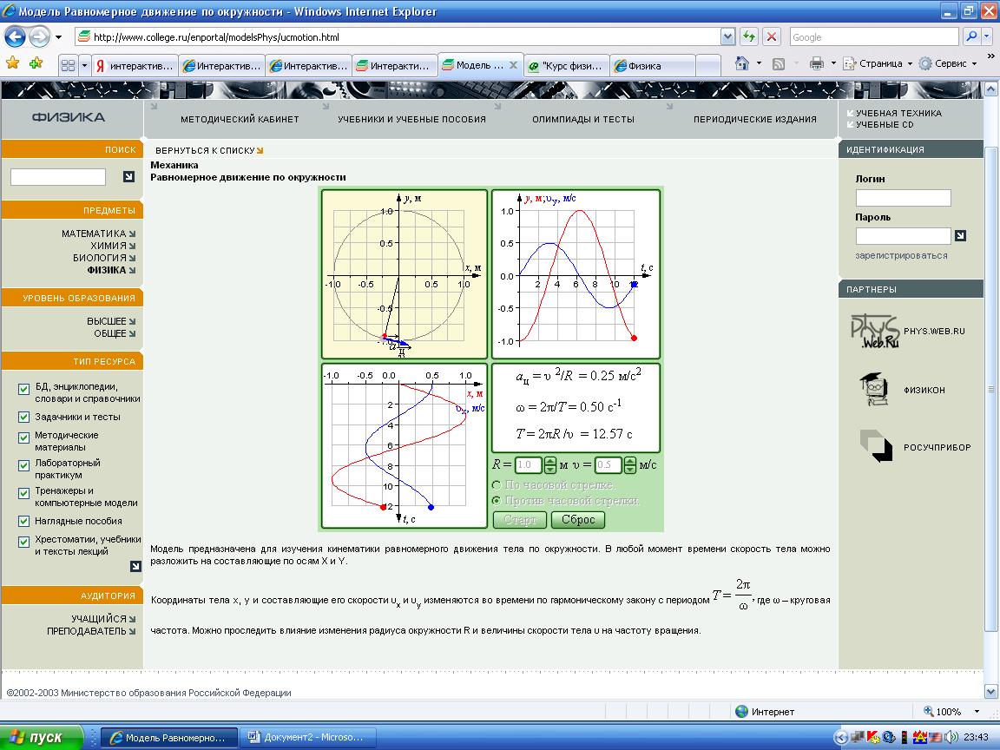 Модель Равномерное движение по окружности - Windows Internet Explorer
http://www.college.ru/enportal/modelsPhys/ucmotion.html
Google
интерактив...
Интерактив...
Интерактив...
Интеракти...
Модель ...
"Курс физи...
Физика
Страница
Сервис
ФИЗИКА
МЕТОДИЧЕСКИЙ КАБИНЕТ
УЧЕБНИКИ И УЧЕБНЫЕ ПОСОБИЯ
ОЛИМПИАДЫ И ТЕСТЫ
ПЕРИОДИЧЕСКИЕ ИЗДАНИЯ
УЧЕБНАЯ ТЕХНИКА
УЧЕБНЫЕ CD
ПОИСК
ПРЕДМЕТЫ
МАТЕМАТИКА
ХИМИЯ
БИОЛОГИЯ
ФИЗИКА
УРОВЕНЬ ОБРАЗОВАНИЯ
ВЫСШЕЕ
ОБЩЕЕ
ТИП РЕСУРСА
БД, энциклопедии,
словари и справочники
Задачники и тесты
Методические
материалы
Лабораторный
практикум
Тренажеры и
компьютерные модели
Наглядные пособия
Хрестоматии, учебники
и тексты лекций
АУДИТОРИЯ
УЧАЩИЙСЯ
ПРЕПОДАВАТЕЛЬ
ВЕРНУТЬСЯ К СПИСКУ
Механика
Равномерное движение по окружности
y, м
1.0
0.5
x, м
-1.0 -0.5 0.0 0.5 1.0
-0.5
y, м;υy, м/с
1.0
0.5
t, с
0.0 2 4 6 8 10 12
-0.5
-1.0
-1.0 -0.5 0.0 0.5 1.0
x, м
υx, м/с
2
4
6
8
10
12
t, с
aц = υ²/R = 0.25 м/с²
ω = 2π/T = 0.50 с⁻¹
T = 2πR/υ = 12.57 с
R = 1.0 м υ = 0.5 м/с
По часовой стрелке.
Против часовой стрелки.
Старт
Сброс
Модель предназначена для изучения кинематики равномерного движения тела по окружности. В любой момент времени скорость тела можно
разложить на составляющие по осям X и Y.
Координаты тела x, y и составляющие его скорости υx и υy изменяются во времени по гармоническому закону с периодом T = 2π/ω, где ω – круговая
частота. Можно проследить влияние изменения радиуса окружности R и величины скорости тела υ на частоту вращения.
ИДЕНТИФИКАЦИЯ
Логин
Пароль
зарегистрироваться
ПАРТНЕРЫ
PHYS.Web.Ru
PHYS.WEB.RU
ФИЗИКОН
РОСУЧПРИБОР
©2002-2003 Министерство образования Российской Федерации
Интернет
100%
пуск
Модель Равномерно...
Документ2 - Microso...
23:43